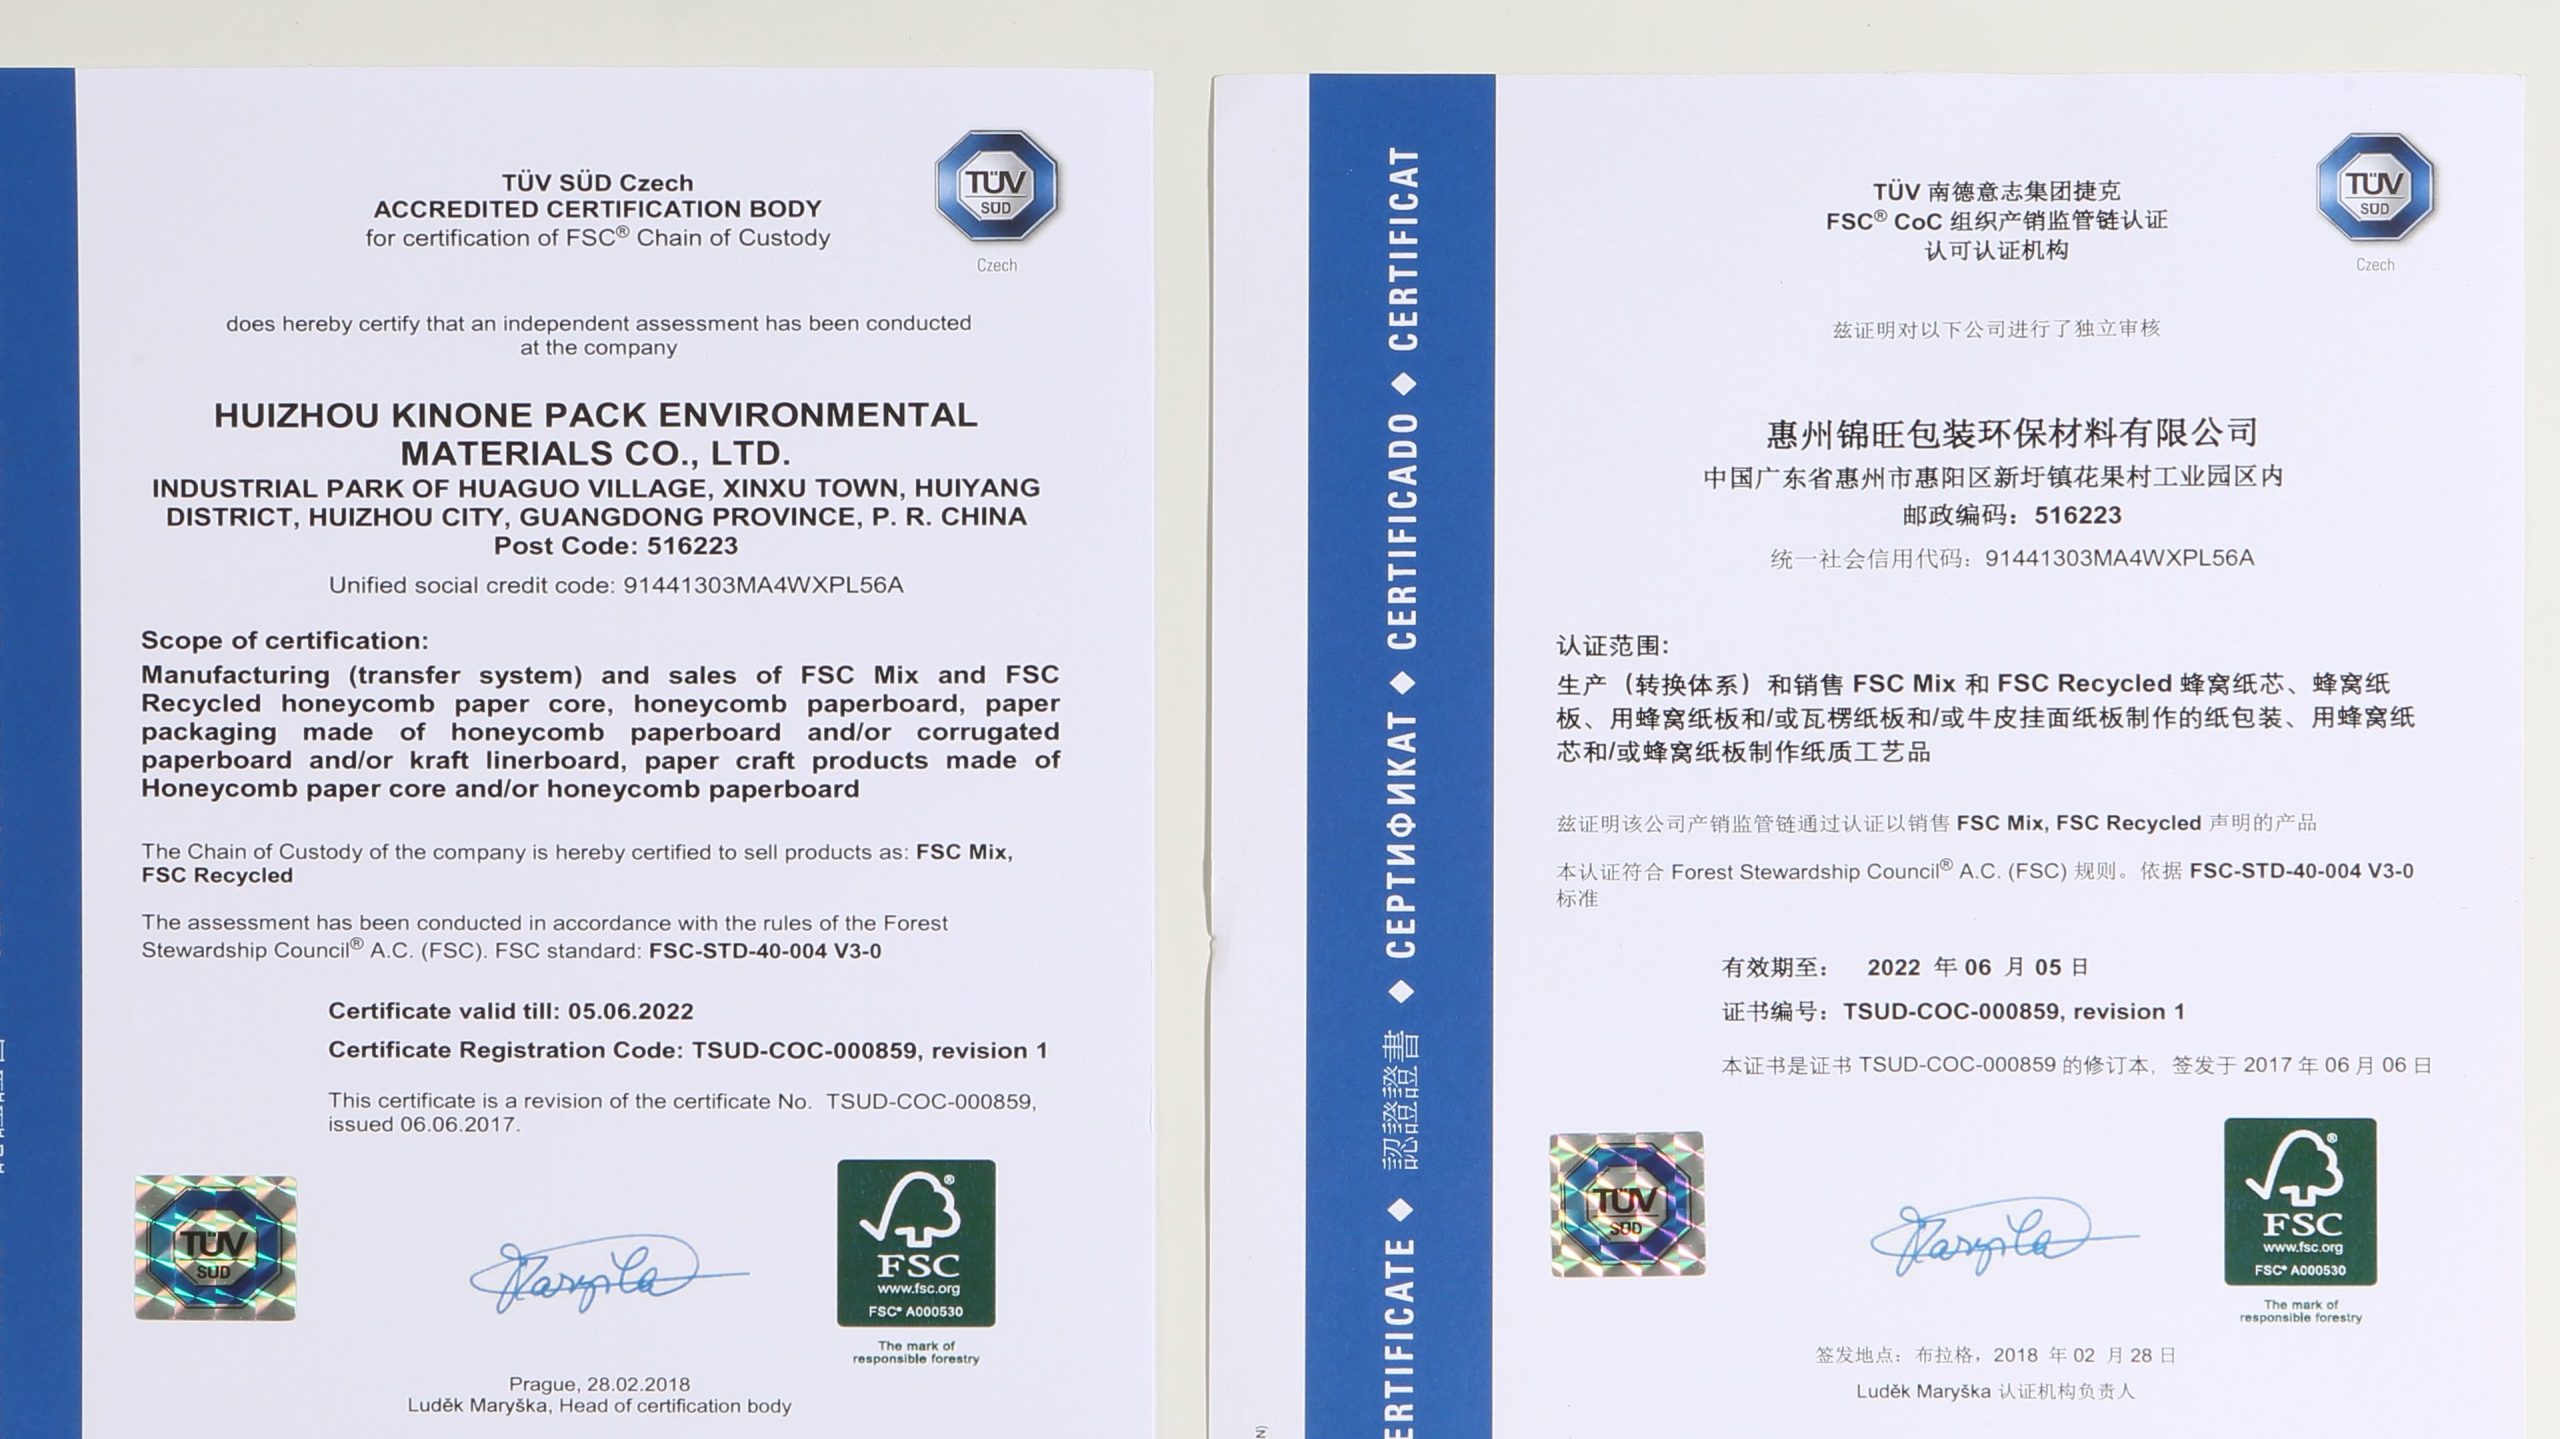 TÜV SÜD Czech
ACCREDITED CERTIFICATION BODY
for certification of FSC® Chain of Custody
TÜV
SÜD
Czech
does hereby certify that an independent assessment has been conducted
at the company
HUIZHOU KINONE PACK ENVIRONMENTAL
MATERIALS CO., LTD.
INDUSTRIAL PARK OF HUAGUO VILLAGE, XINXU TOWN, HUIYANG
DISTRICT, HUIZHOU CITY, GUANGDONG PROVINCE, P. R. CHINA
Post Code: 516223
Unified social credit code: 91441303MA4WXPL56A
Scope of certification:
Manufacturing (transfer system) and sales of FSC Mix and FSC
Recycled honeycomb paper core, honeycomb paperboard, paper
packaging made of honeycomb paperboard and/or corrugated
paperboard and/or kraft linerboard, paper craft products made of
Honeycomb paper core and/or honeycomb paperboard
The Chain of Custody of the company is hereby certified to sell products as: FSC Mix,
FSC Recycled
The assessment has been conducted in accordance with the rules of the Forest
Stewardship Council® A.C. (FSC). FSC standard: FSC-STD-40-004 V3-0
Certificate valid till: 05.06.2022
Certificate Registration Code: TSUD-COC-000859, revision 1
This certificate is a revision of the certificate No. TSUD-COC-000859,
issued 06.06.2017.
TÜV
SÜD
FSC
www.fsc.org
FSC® A000530
The mark of
responsible forestry
Prague, 28.02.2018
Luděk Maryška, Head of certification body
ERTIFICATE ◆ 認證證書 ◆ СЕРТИФИКАТ ◆ CERTIFICADO ◆ CERTIFICAT
TÜV 南德意志集团捷克
FSC® CoC 组织产销监管链认证
认可认证机构
TÜV
SÜD
Czech
兹证明对以下公司进行了独立审核
惠州锦旺包装环保材料有限公司
中国广东省惠州市惠阳区新圩镇花果村工业园区内
邮政编码：516223
统一社会信用代码：91441303MA4WXPL56A
认证范围:
生产（转换体系）和销售 FSC Mix 和 FSC Recycled 蜂窝纸芯、蜂窝纸
板、用蜂窝纸板和/或瓦楞纸板和/或牛皮挂面纸板制作的纸包装、用蜂窝纸
芯和/或蜂窝纸板制作纸质工艺品
兹证明该公司产销监管链通过认证以销售 FSC Mix, FSC Recycled 声明的产品
本认证符合 Forest Stewardship Council® A.C. (FSC) 规则。依据 FSC-STD-40-004 V3-0
标准
有效期至： 2022 年 06 月 05 日
证书编号：TSUD-COC-000859, revision 1
本证书是证书 TSUD-COC-000859 的修订本，签发于 2017 年 06 月 06 日
TÜV
SÜD
FSC
www.fsc.org
FSC® A000530
The mark of
responsible forestry
签发地点：布拉格，2018 年 02 月 28 日
Luděk Maryška 认证机构负责人